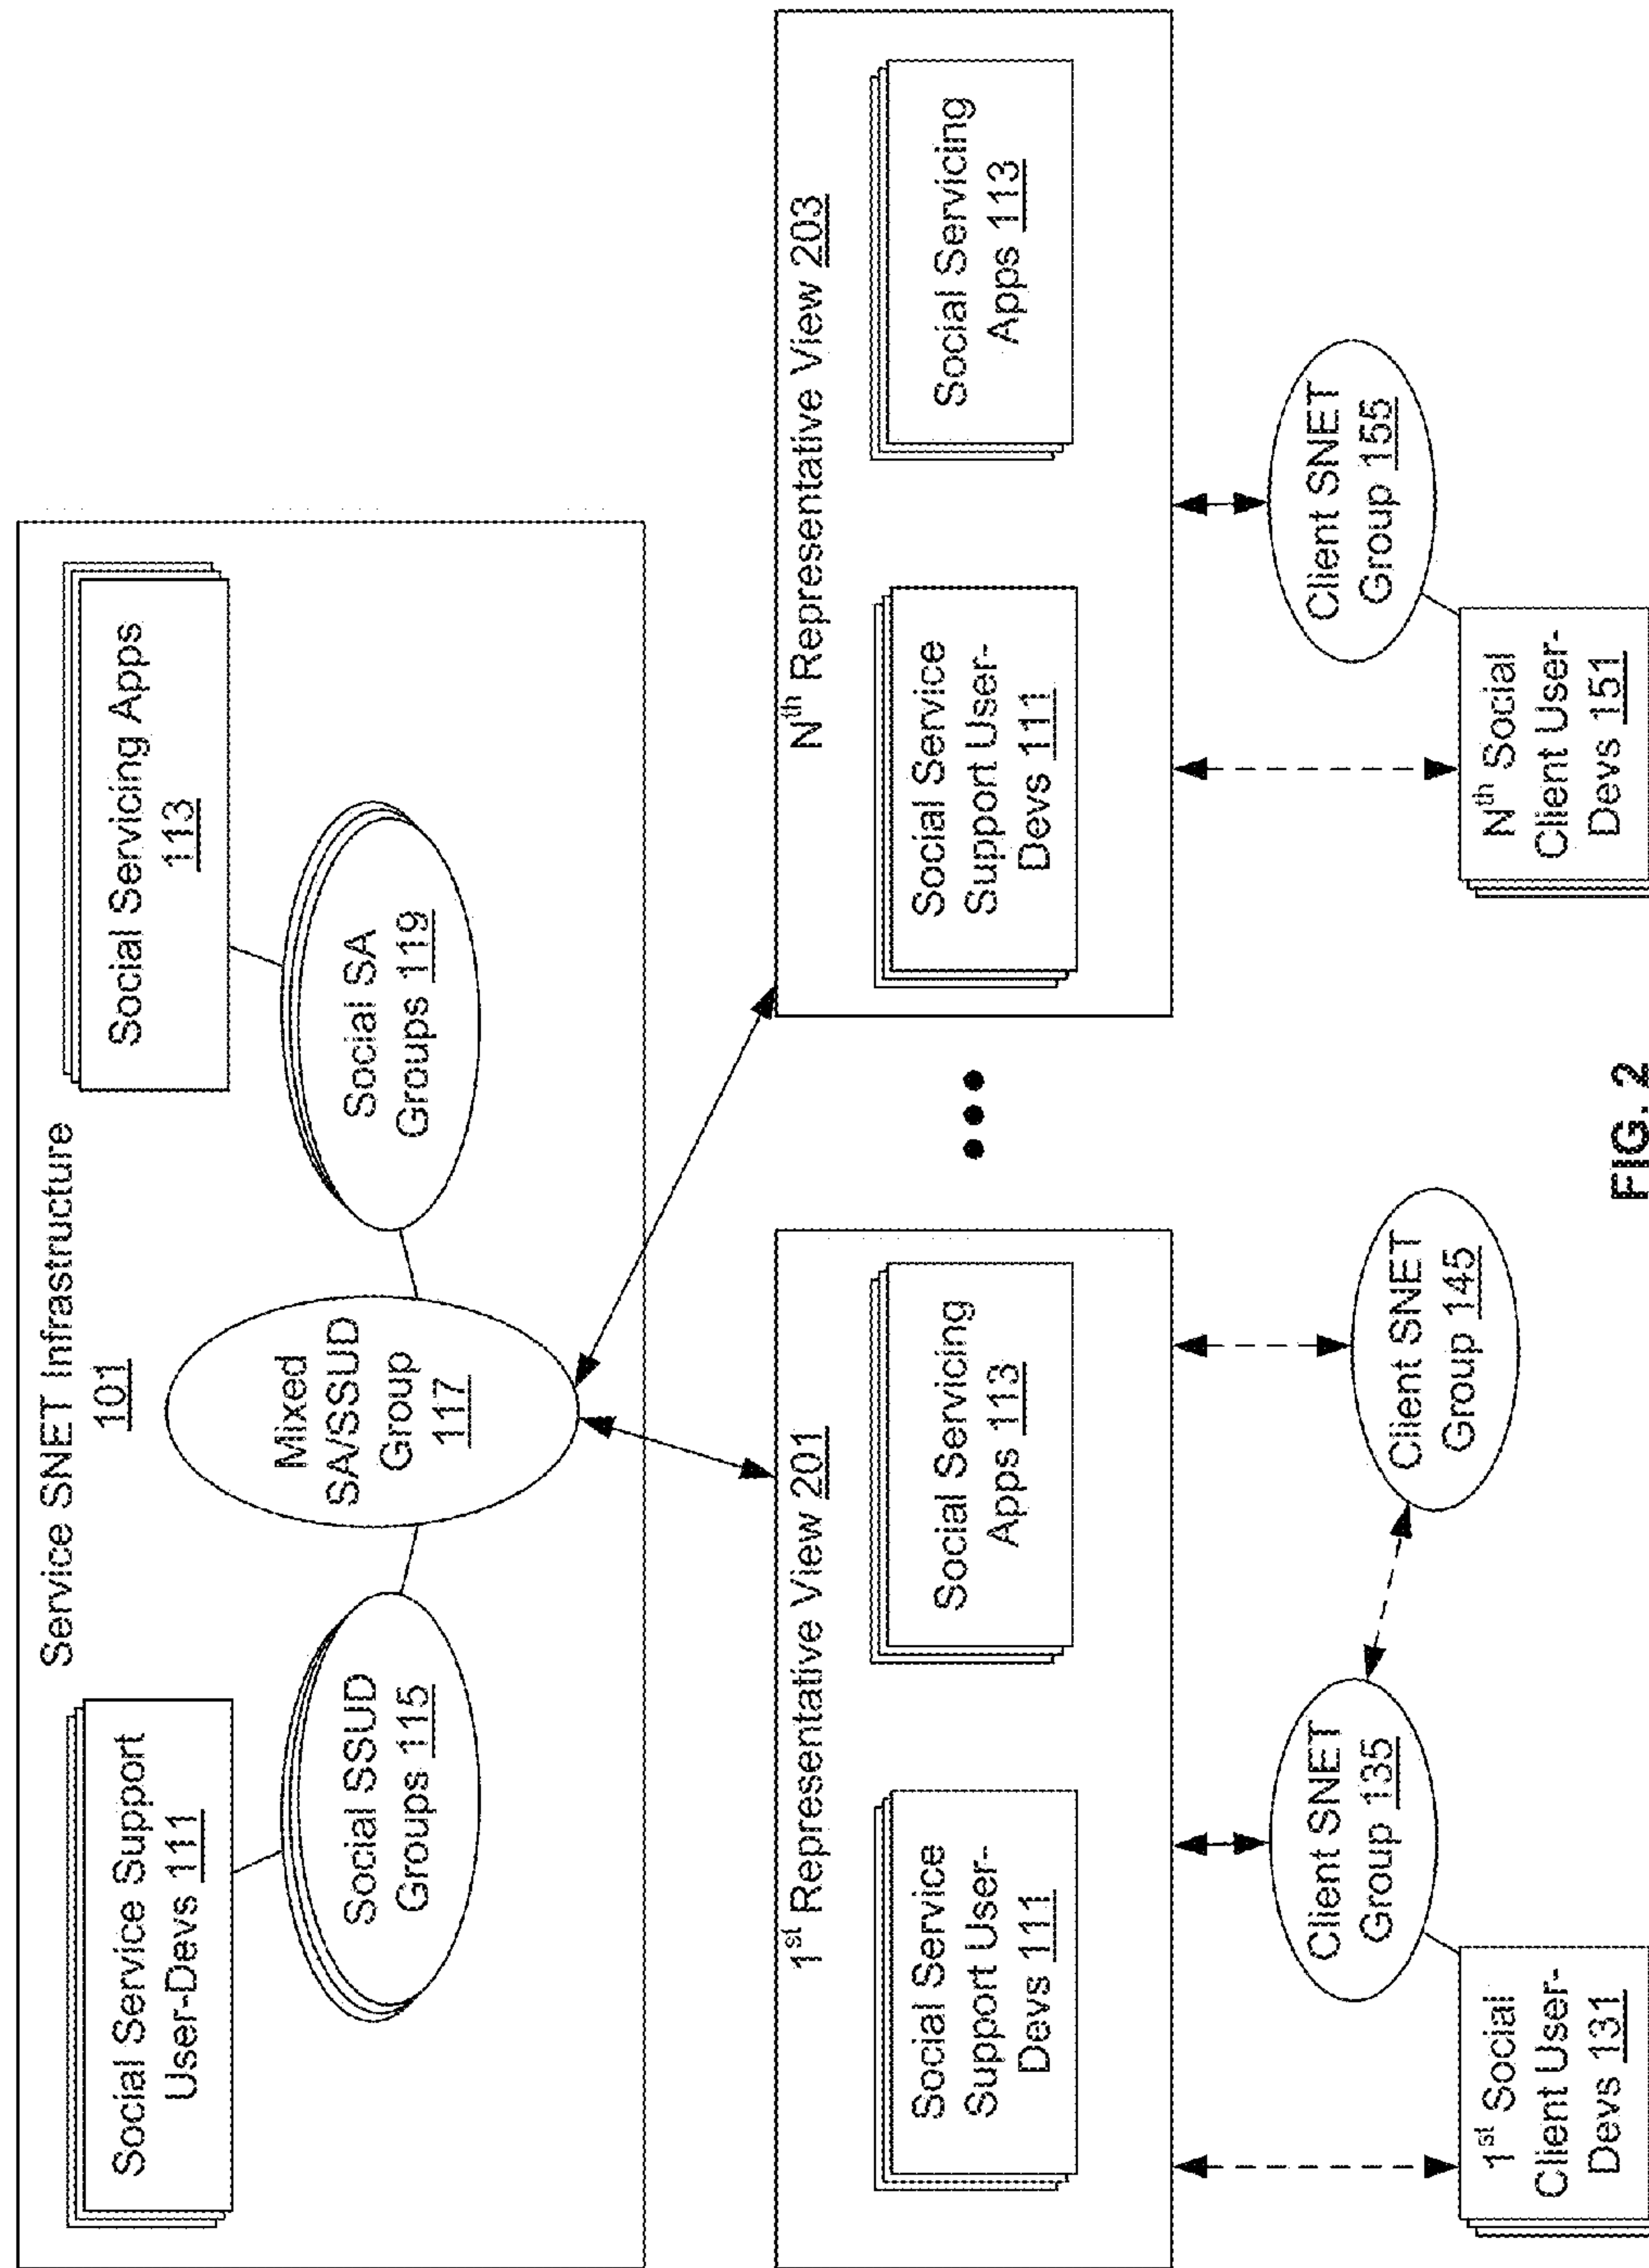 Service SNET Infrastructure
101
Social Service Support
User-Devs 111
Social Servicing Apps
113
Mixed
SA/SSUD
Group
117
Social SSUD
Groups 115
Social SA
Groups 119
1st Representative View 201
Social Service
Support User-
Devs 111
Social Servicing
Apps 113
Nth Representative View 203
Social Service
Support User-
Devs 111
Social Servicing
Apps 113
Client SNET
Group 135
Client SNET
Group 145
Client SNET
Group 155
1st Social
Client User-
Devs 131
Nth Social
Client User-
Devs 151
FIG. 2